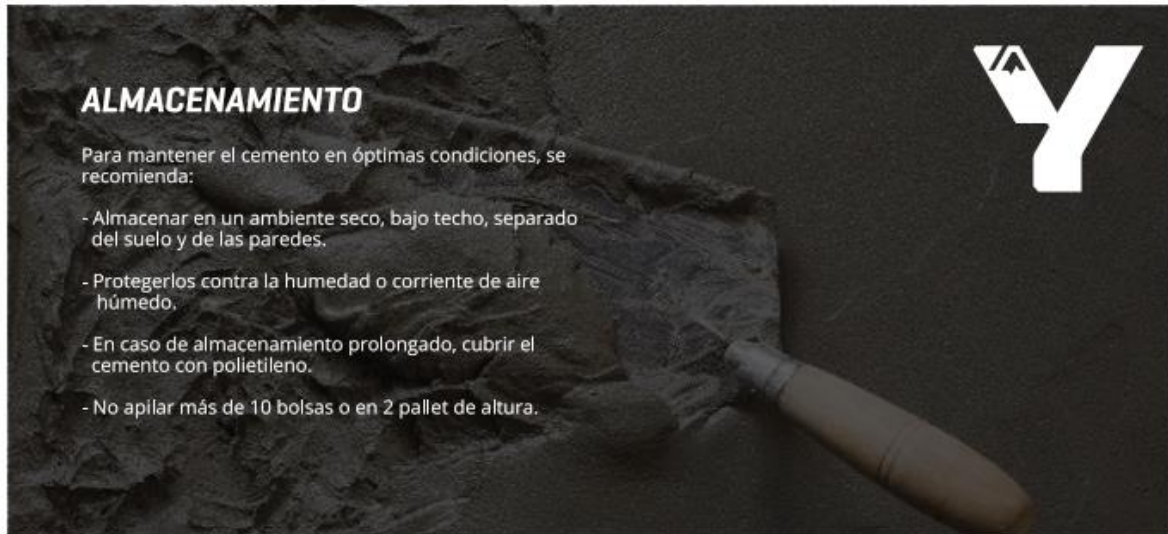 ALMACENAMIENTO
Para mantener el cemento en óptimas condiciones, se
recomienda:
- Almacenar en un ambiente seco, bajo techo, separado
del suelo y de las paredes.
- Protegerlos contra la humedad o corriente de aire
húmedo.
- En caso de almacenamiento prolongado, cubrir el
cemento con polietileno.
- No apilar más de 10 bolsas o en 2 pallet de altura.
Y